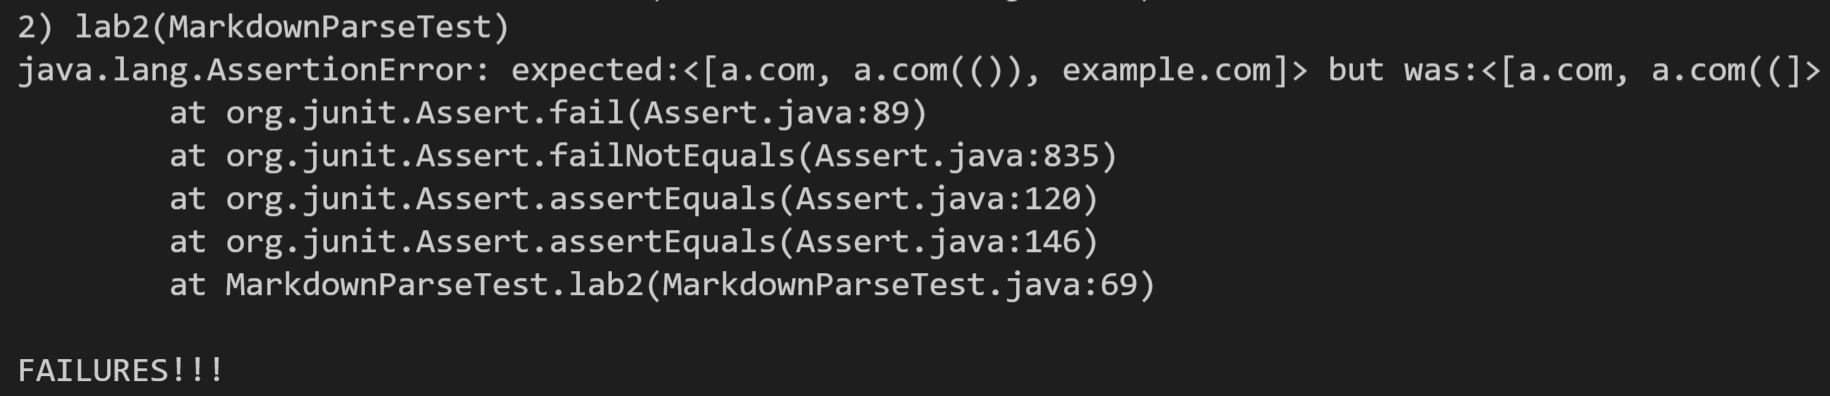 2) lab2(MarkdownParseTest)
java.lang.AssertionError: expected:<[a.com, a.com(()), example.com]> but was:<[a.com, a.com((]>
at org.junit.Assert.fail(Assert.java:89)
at org.junit.Assert.failNotEquals(Assert.java:835)
at org.junit.Assert.assertEquals(Assert.java:120)
at org.junit.Assert.assertEquals(Assert.java:146)
at MarkdownParseTest.lab2(MarkdownParseTest.java:69)
FAILURES!!!